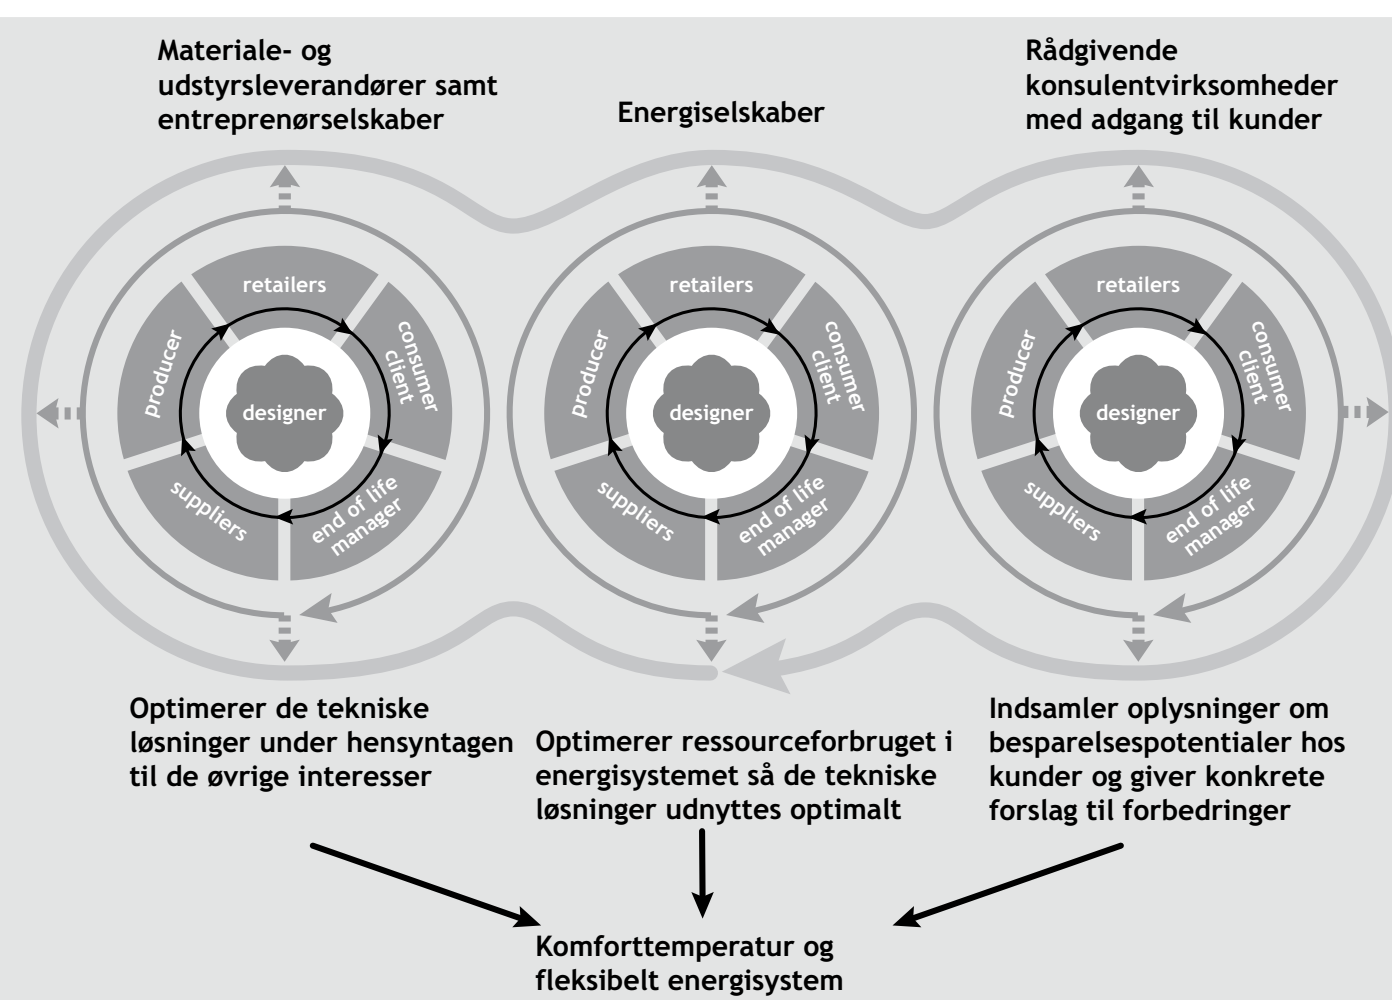 Materiale- og
udstyrsleverandører samt
entreprenørselskaber
Energiselskaber
Rådgivende
konsulentvirksomheder
med adgang til kunder
retailers
consumer
client
end of life
manager
suppliers
producer
designer
retailers
consumer
client
end of life
manager
suppliers
producer
designer
retailers
consumer
client
end of life
manager
suppliers
producer
designer
Optimerer de tekniske
løsninger under hensyntagen
til de øvrige interesser
Optimerer ressourceforbruget i
energisystemet så de tekniske
løsninger udnyttes optimalt
Indsamler oplysninger om
besparelsespotentialer hos
kunder og giver konkrete
forslag til forbedringer
Komforttemperatur og
fleksibelt energisystem